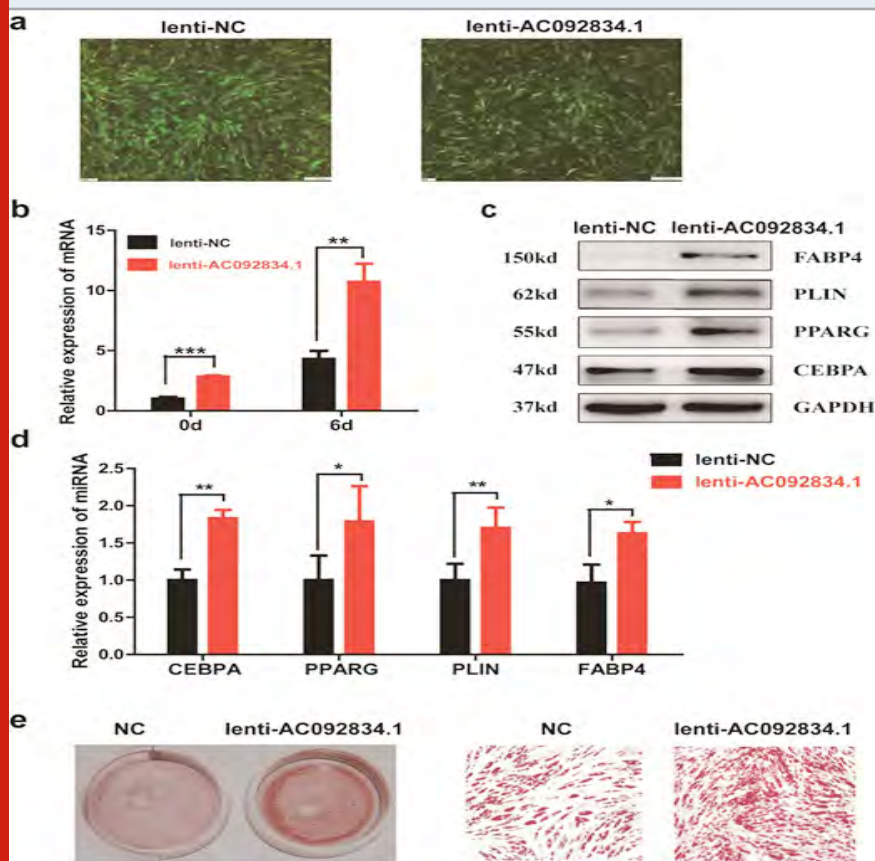 a
lenti-NC lenti-AC092834.1
b
Relative expression of mRNA
15
10
5
0
lenti-NC
lenti-AC092834.1
***
**
0d 6d
c
lenti-NC lenti-AC092834.1
150kd FABP4
62kd PLIN
55kd PPARG
47kd CEBPA
37kd GAPDH
d
Relative expression of miRNA
2.5
2.0
1.5
1.0
0.5
0.0
** * ** *
lenti-NC
lenti-AC092834.1
CEBPA PPARG PLIN FABP4
e
NC lenti-AC092834.1 NC lenti-AC092834.1